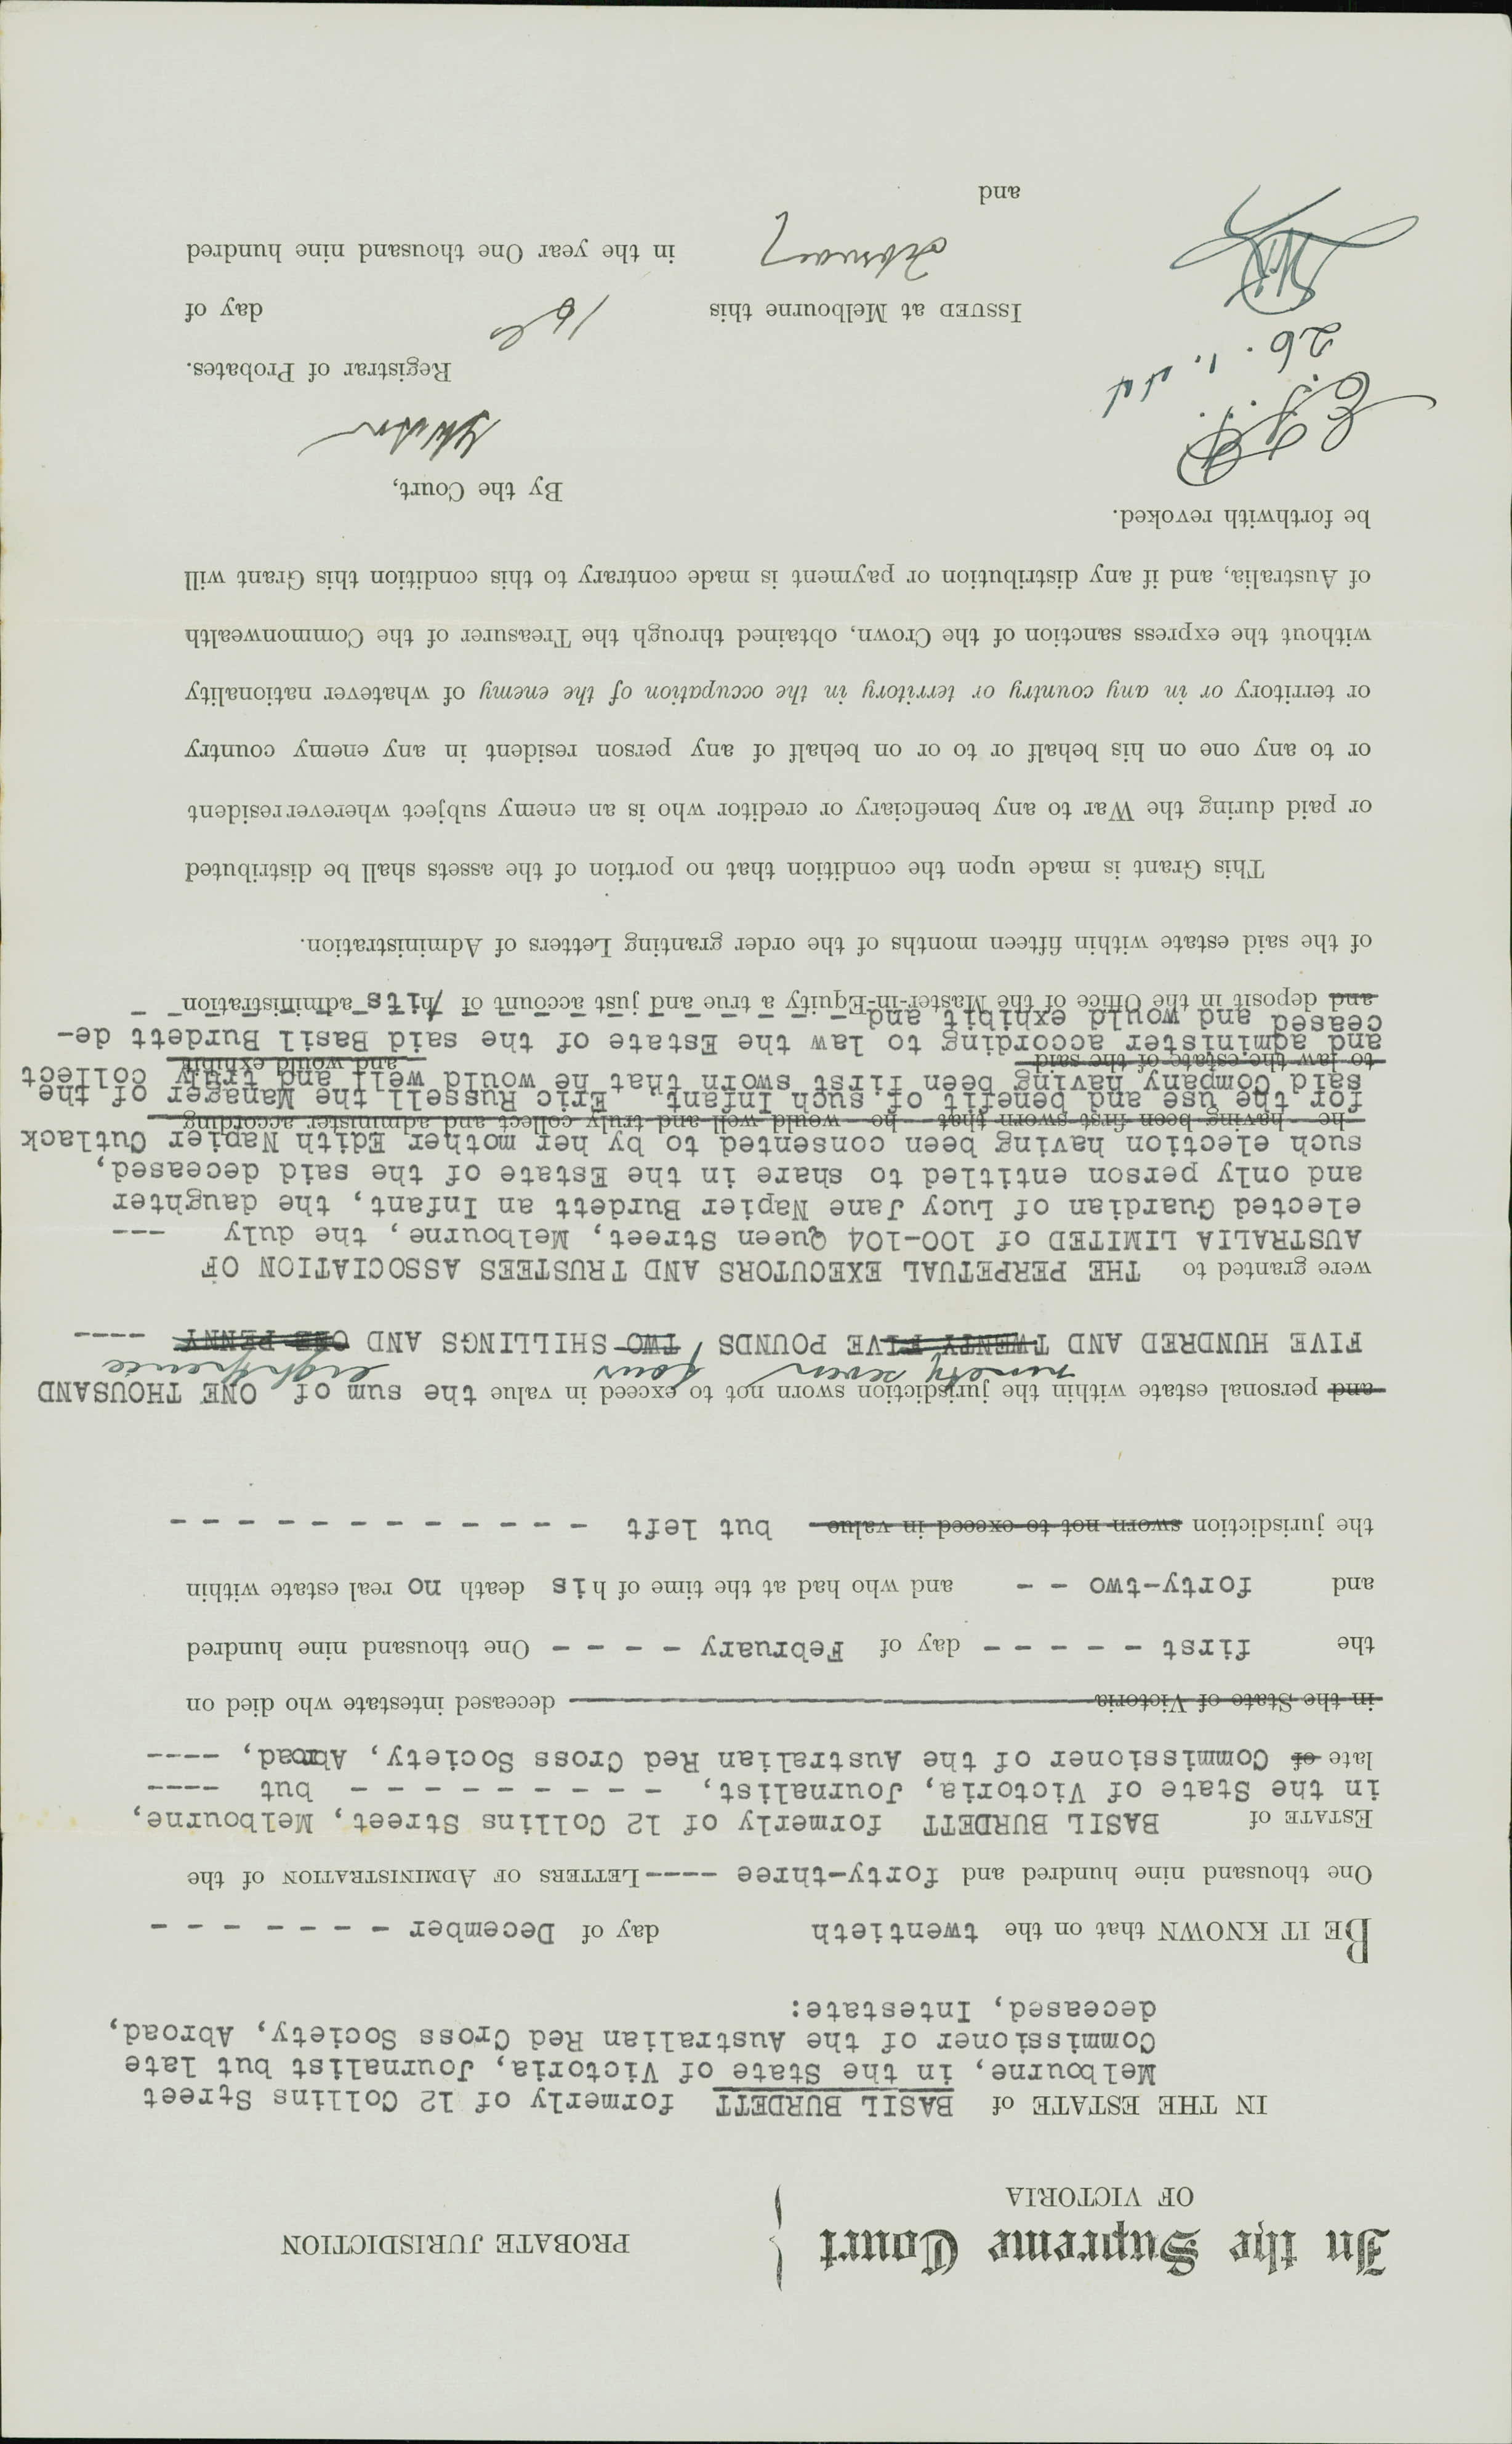 In the Supreme Court
OF VICTORIA
PROBATE JURISDICTION
IN THE ESTATE of BASIL BURDETT formerly of 12 Collins Street
Melbourne, in the State of Victoria, Journalist but late
Commissioner of the Australian Red Cross Society, Abroad,
deceased, Intestate:
BE IT KNOWN that on the twentieth day of December - - - - - - - -
One thousand nine hundred and forty-three ----LETTERS OF ADMINISTRATION of the
ESTATE of BASIL BURDETT formerly of 12 Collins Street, Melbourne,
in the State of Victoria, Journalist, - - - - - - - - - - but ----
late of Commissioner of the Australian Red Cross Society, Abroad, ----
in the State of Victoria deceased intestate who died on
the first - - - - - - day of February - - - - - One thousand nine hundred
and forty-two - - and who had at the time of his death no real estate within
the jurisdiction sworn not to exceed in value but left - - - - - - - - - - - - -
and personal estate within the jurisdiction sworn not to exceed in value the sum of ONE THOUSAND
ninety seven four eightpence
FIVE HUNDRED AND TWENTY FIVE POUNDS TWO SHILLINGS AND ONE PENNY ----
were granted to THE PERPETUAL EXECUTORS AND TRUSTEES ASSOCIATION OF
AUSTRALIA LIMITED of 100-104 Queen Street, Melbourne, the duly ---
elected Guardian of Lucy Jane Napier Burdett an Infant, the daughter
and only person entitled to share in the Estate of the said deceased,
such election having been consented to by her mother Edith Napier Cutlack
he having been first sworn that he would well and truly collect and administer according
for the use and benefit of such Infant, Eric Russell the Manager of the
said Company having been first sworn that he would well and truly collect
to law the estate of the said and would exhibit
and administer according to law the Estate of the said Basil Burdett de-
ceased and would exhibit and - - - - - - - - - -
and deposit in the Office of the Master-in-Equity a true and just account of h/its administration
of the said estate within fifteen months of the order granting Letters of Administration.
This Grant is made upon the condition that no portion of the assets shall be distributed
or paid during the War to any beneficiary or creditor who is an enemy subject wherever resident
or to any one on his behalf or to or on behalf of any person resident in any enemy country
or territory or in any country or territory in the occupation of the enemy of whatever nationality
without the express sanction of the Crown, obtained through the Treasurer of the Commonwealth
of Australia, and if any distribution or payment is made contrary to this condition this Grant will
be forthwith revoked.
By the Court,
Registrar of Probates.
ISSUED at Melbourne this 16th day of
February in the year One thousand nine hundred
and
26. 1. 44